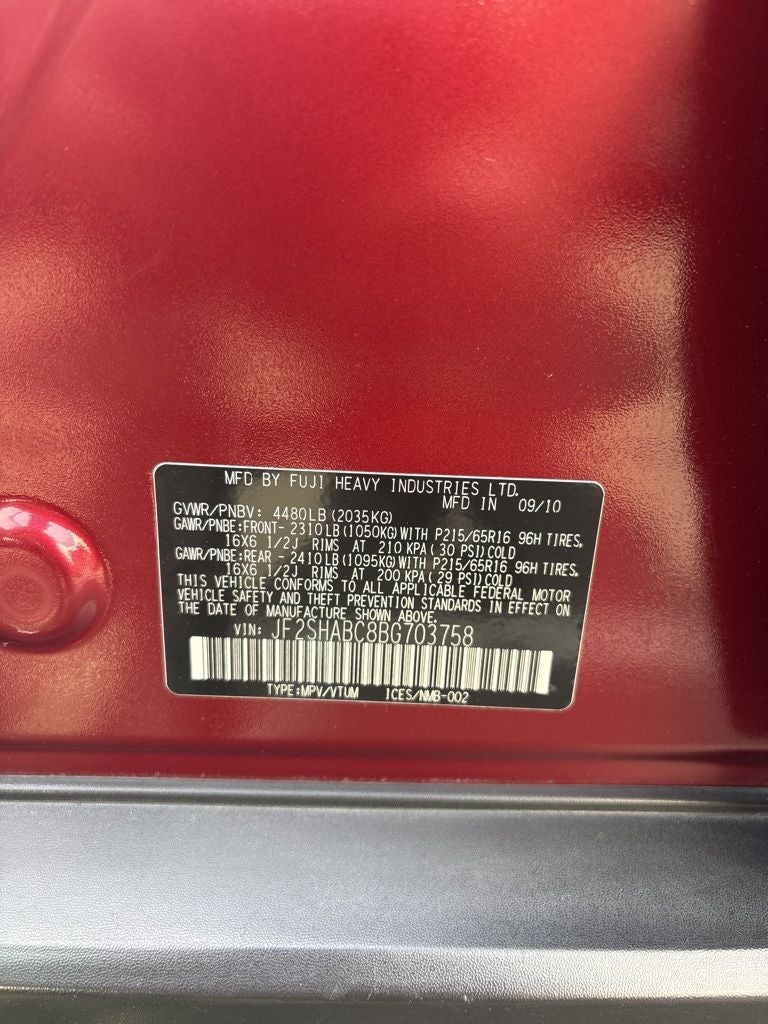 MFD BY FUJI HEAVY INDUSTRIES LTD.
MFD IN 09/10
GVWR/PNBV: 4480LB(2035KG)
GAWR/PNBE:FRONT- 2310LB(1050KG)WITH P215/65R16 96H TIRES,
16X6 1/2J RIMS AT 210 KPA( 30 PSI)COLD
GAWR/PNBE:REAR - 2410LB(1095KG)WITH P215/65R16 96H TIRES,
16X6 1/2J RIMS AT 200 KPA(29 PSI)COLD
THIS VEHICLE CONFORMS TO ALL APPLICABLE FEDERAL MOTOR
VEHICLE SAFETY AND THEFT PREVENTION STANDARDS IN EFFECT ON
THE DATE OF MANUFACTURE SHOWN ABOVE.
VIN: JF2SHABC8BG703758
TYPE:MPV/VTUM ICES/NMB-002